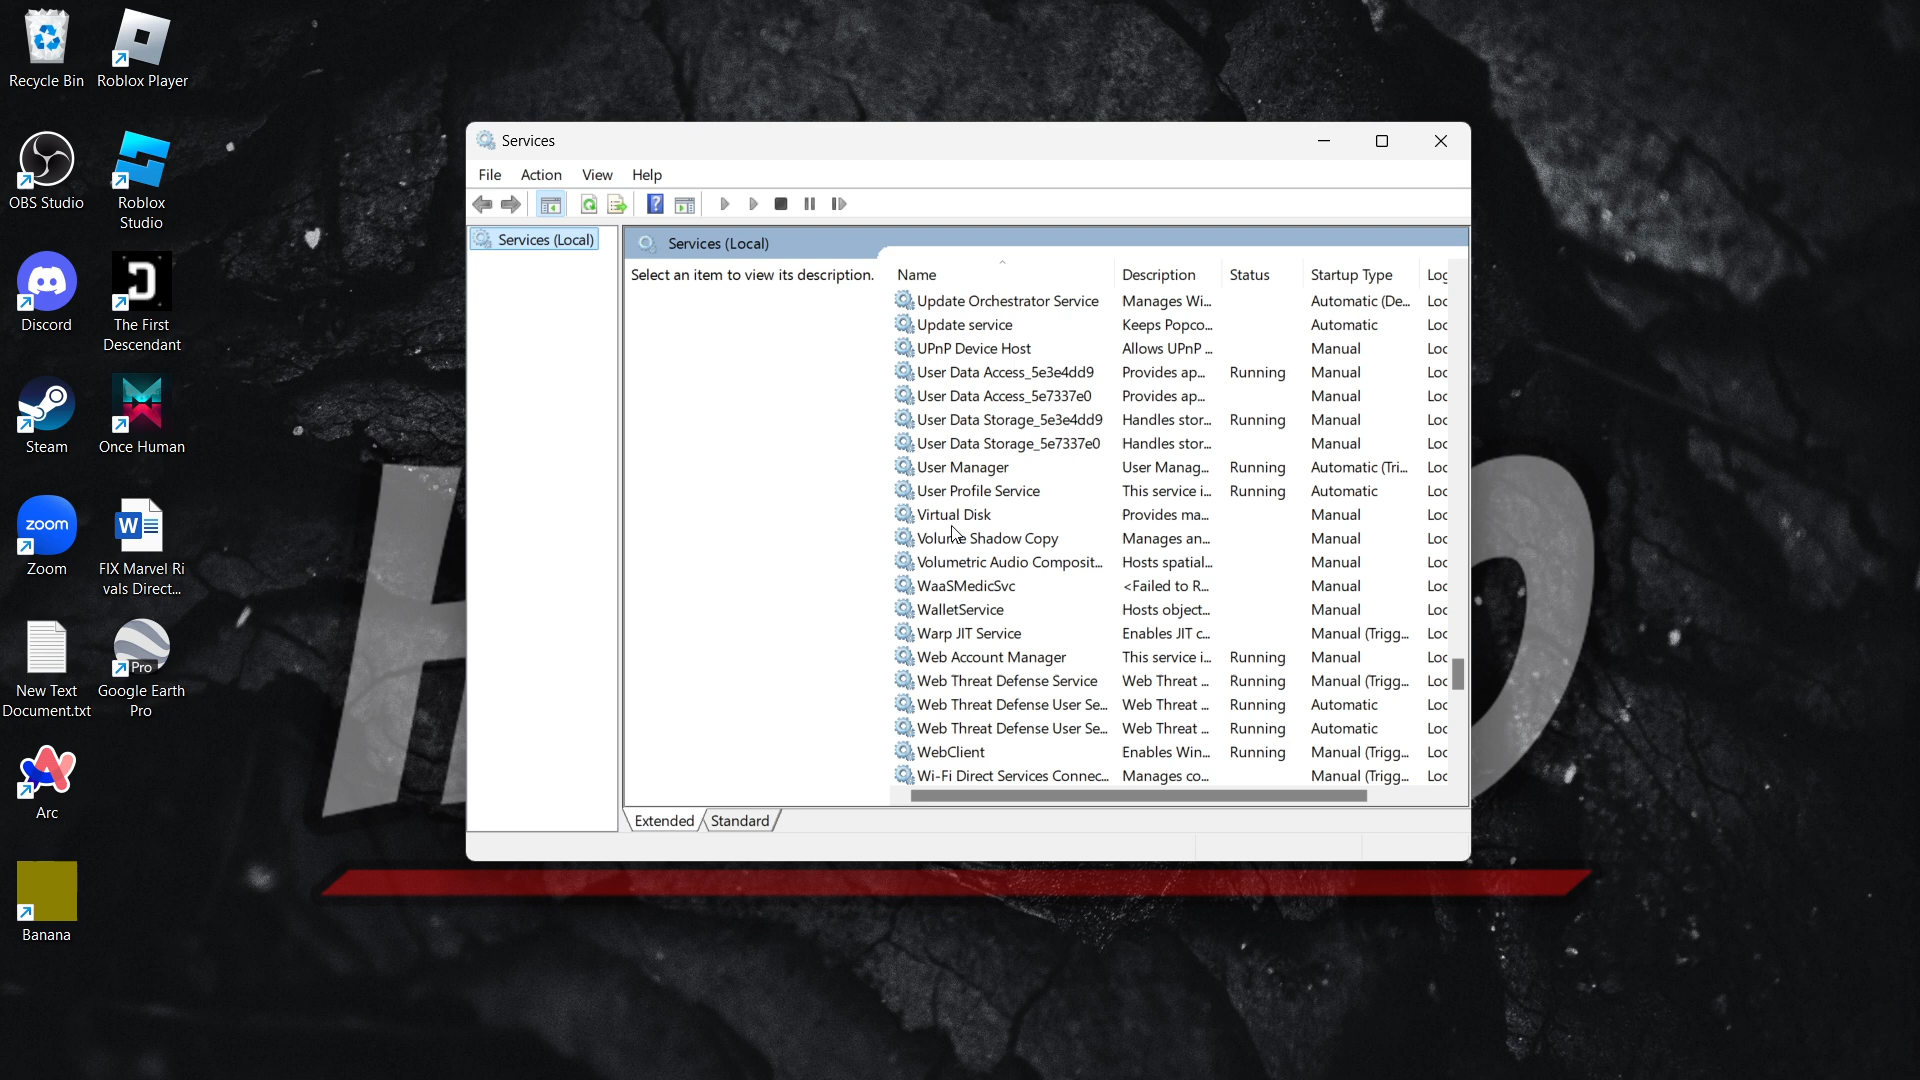 Recycle Bin
Roblox Player
OBS Studio
Roblox
Studio
Discord
The First
Descendant
Steam
Once Human
zoom
Zoom
W
FIX Marvel Ri
vals Direct...
New Text
Document.txt
Pro
Google Earth
Pro
Arc
Banana
Services
File Action View Help
Services (Local)
Services (Local)
Select an item to view its description.
Name Description Status Startup Type Log
Update Orchestrator Service Manages Wi... Automatic (De... Loc
Update service Keeps Popco... Automatic Loc
UPnP Device Host Allows UPnP ... Manual Loc
User Data Access_5e3e4dd9 Provides ap... Running Manual Loc
User Data Access_5e7337e0 Provides ap... Manual Loc
User Data Storage_5e3e4dd9 Handles stor... Running Manual Loc
User Data Storage_5e7337e0 Handles stor... Manual Loc
User Manager User Manag... Running Automatic (Tri... Loc
User Profile Service This service i... Running Automatic Loc
Virtual Disk Provides ma... Manual Loc
Volume Shadow Copy Manages an... Manual Loc
Volumetric Audio Composit... Hosts spatial... Manual Loc
WaaSMedicSvc <Failed to R... Manual Loc
WalletService Hosts object... Manual Loc
Warp JIT Service Enables JIT c... Manual (Trigg... Loc
Web Account Manager This service i... Running Manual Loc
Web Threat Defense Service Web Threat ... Running Manual (Trigg... Loc
Web Threat Defense User Se... Web Threat ... Running Automatic Loc
Web Threat Defense User Se... Web Threat ... Running Automatic Loc
WebClient Enables Win... Running Manual (Trigg... Loc
Wi-Fi Direct Services Connec... Manages co... Manual (Trigg... Loc
Extended Standard